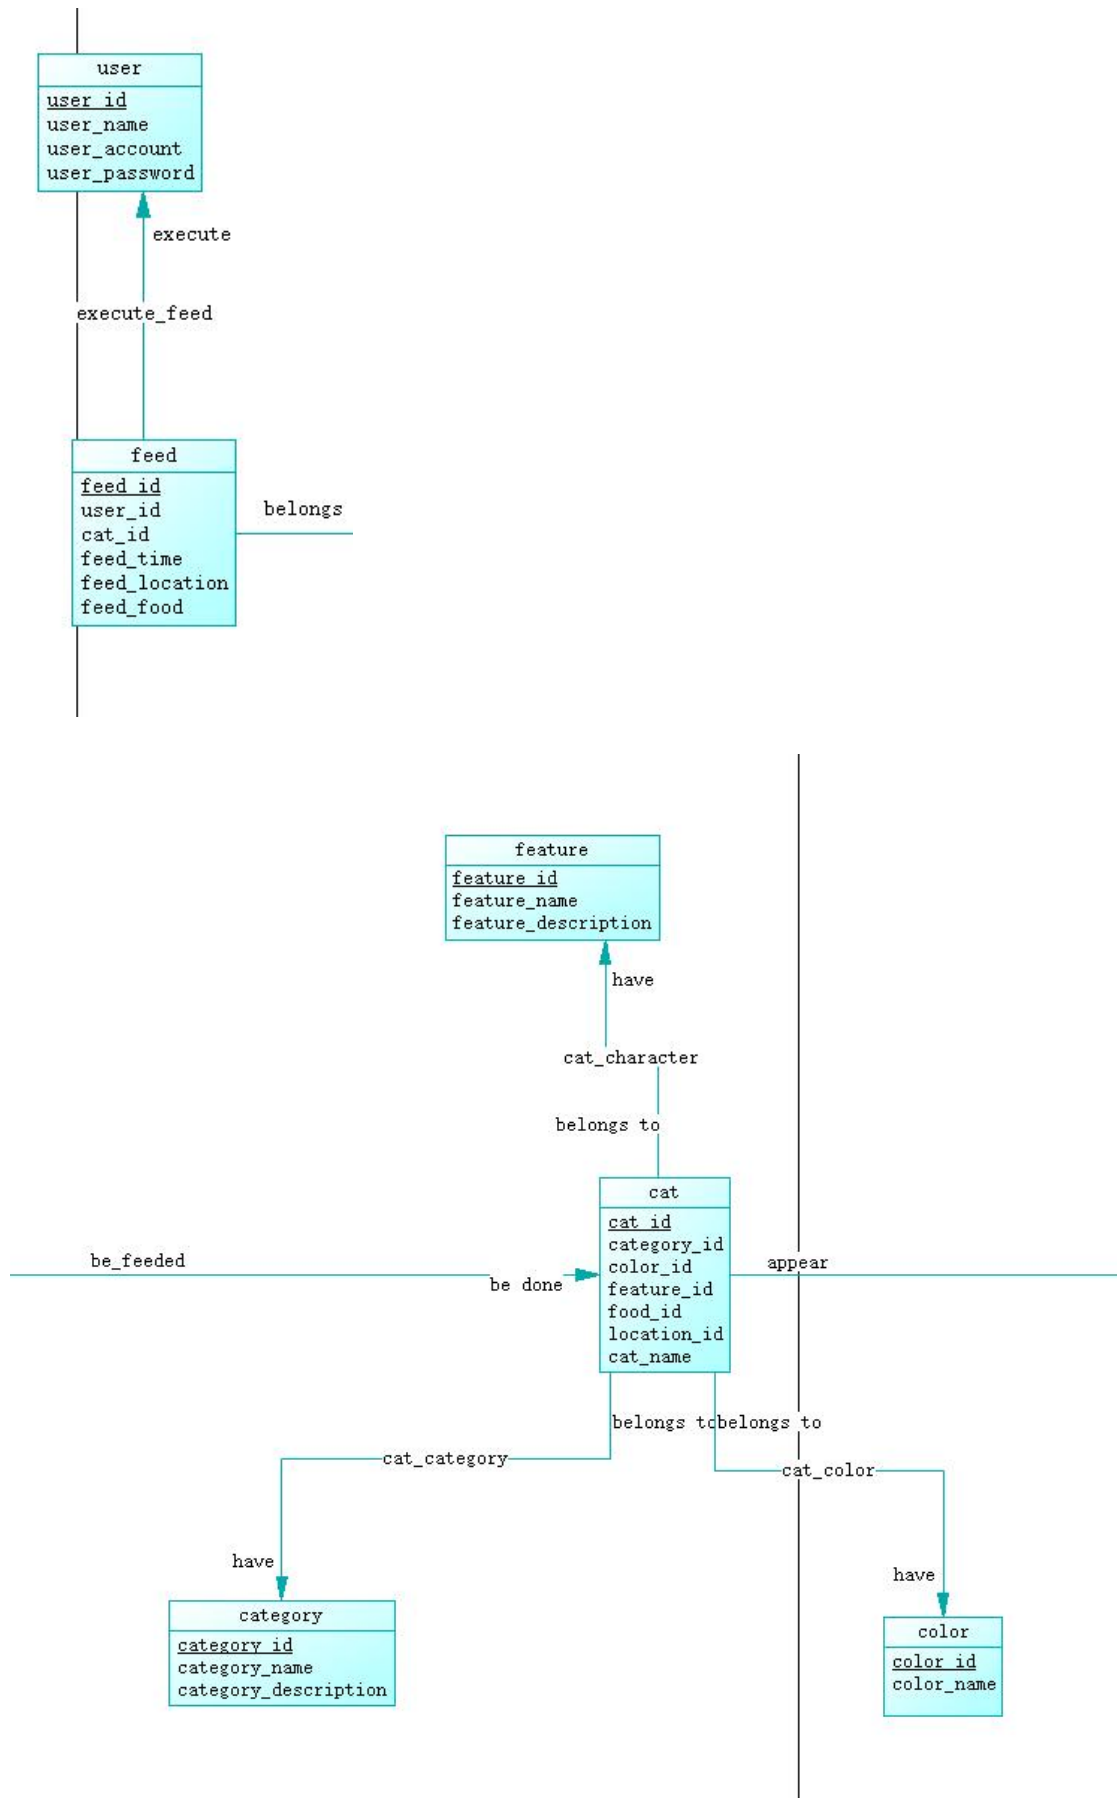 user
user_id
user_name
user_account
user_password
execute
execute_feed
feed
feed_id
user_id
cat_id
feed_time
feed_location
feed_food
belongs
feature
feature_id
feature_name
feature_description
have
cat_character
belongs to
cat
cat_id
category_id
color_id
feature_id
food_id
location_id
cat_name
be_feeded
be done
appear
belongs to
belongs to
cat_category
cat_color
have
have
category
category_id
category_name
category_description
color
color_id
color_name